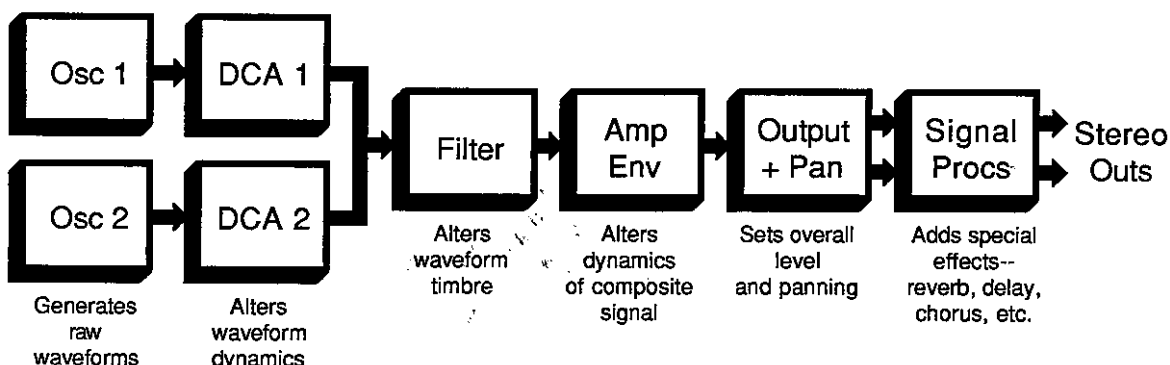 Osc 1
DCA 1
Osc 2
DCA 2
Filter
Amp
Env
Output
+ Pan
Signal
Procs
Stereo
Outs
Generates
raw
waveforms
Alters
waveform
dynamics
Alters
waveform
timbre
Alters
dynamics
of composite
signal
Sets overall
level
and panning
Adds special
effects--
reverb, delay,
chorus, etc.